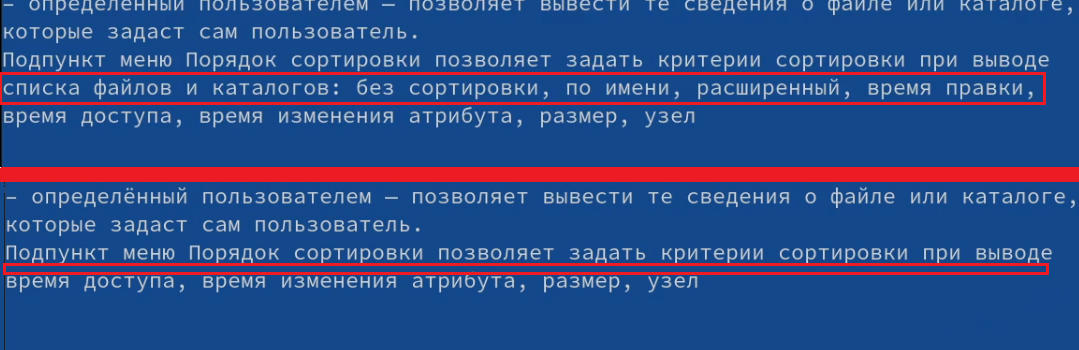 – определённый пользователем — позволяет вывести те сведения о файле или каталоге,
которые задаст сам пользователь.
Подпункт меню Порядок сортировки позволяет задать критерии сортировки при выводе
списка файлов и каталогов: без сортировки, по имени, расширенный, время правки,
время доступа, время изменения атрибута, размер, узел
– определённый пользователем — позволяет вывести те сведения о файле или каталоге,
которые задаст сам пользователь.
Подпункт меню Порядок сортировки позволяет задать критерии сортировки при выводе
время доступа, время изменения атрибута, размер, узел